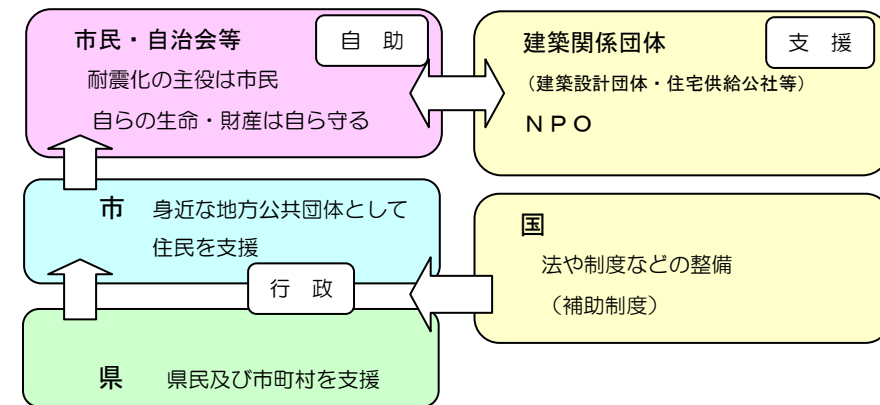 市民・自治会等
自 助
耐震化の主役は市民
自らの生命・財産は自ら守る
建築関係団体
支 援
（建築設計団体・住宅供給公社等）
ＮＰＯ
市 身近な地方公共団体として
住民を支援
行 政
国
法や制度などの整備
（補助制度）
県 県民及び市町村を支援